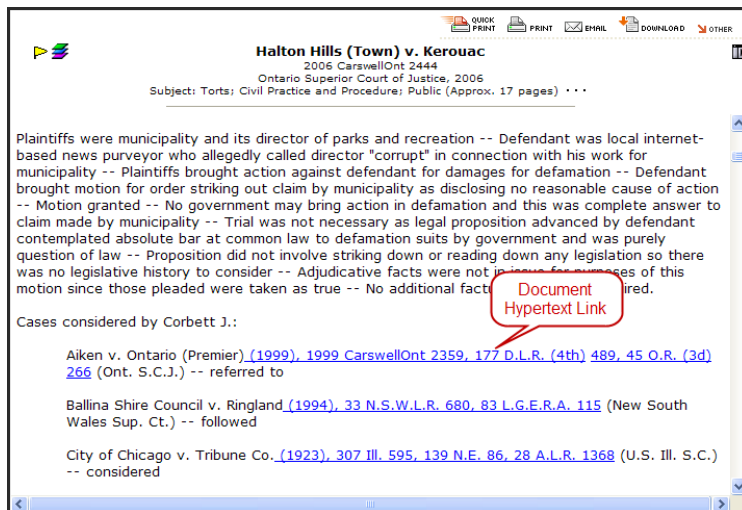 QUICK PRINT PRINT EMAIL DOWNLOAD OTHER
Halton Hills (Town) v. Kerouac
2006 CarswellOnt 2444
Ontario Superior Court of Justice, 2006
Subject: Torts; Civil Practice and Procedure; Public (Approx. 17 pages) ···
Plaintiffs were municipality and its director of parks and recreation -- Defendant was local internet-
based news purveyor who allegedly called director "corrupt" in connection with his work for
municipality -- Plaintiffs brought action against defendant for damages for defamation -- Defendant
brought motion for order striking out claim by municipality as disclosing no reasonable cause of action
-- Motion granted -- No government may bring action in defamation and this was complete answer to
claim made by municipality -- Trial was not necessary as legal proposition advanced by defendant
contemplated absolute bar at common law to defamation suits by government and was purely
question of law -- Proposition did not involve striking down or reading down any legislation so there
was no legislative history to consider -- Adjudicative facts were not in issue for purposes of this
motion since those pleaded were taken as true -- No additional
Document
Hypertext Link
Cases considered by Corbett J.:
Aiken v. Ontario (Premier) (1999), 1999 CarswellOnt 2359, 177 D.L.R. (4th) 489, 45 O.R. (3d)
266 (Ont. S.C.J.) -- referred to
Ballina Shire Council v. Ringland (1994), 33 N.S.W.L.R. 680, 83 L.G.E.R.A. 115 (New South
Wales Sup. Ct.) -- followed
City of Chicago v. Tribune Co. (1923), 307 Ill. 595, 139 N.E. 86, 28 A.L.R. 1368 (U.S. Ill. S.C.)
-- considered